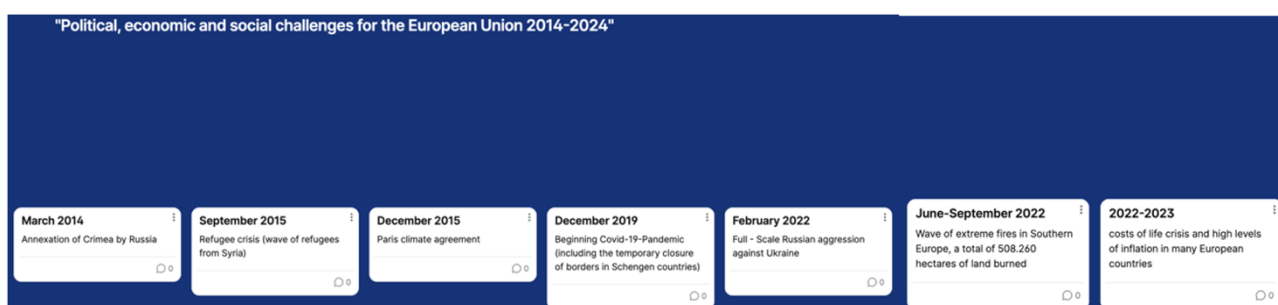 "Political, economic and social challenges for the European Union 2014-2024"
March 2014
Annexation of Crimea by Russia
0
September 2015
Refugee crisis (wave of refugees
from Syria)
0
December 2015
Paris climate agreement
0
December 2019
Beginning Covid-19-Pandemic
(including the temporary closure
of borders in Schengen countries)
0
February 2022
Full - Scale Russian aggression
against Ukraine
0
June-September 2022
Wave of extreme fires in Southern
Europe, a total of 508.260
hectares of land burned
0
2022-2023
costs of life crisis and high levels
of inflation in many European
countries
0